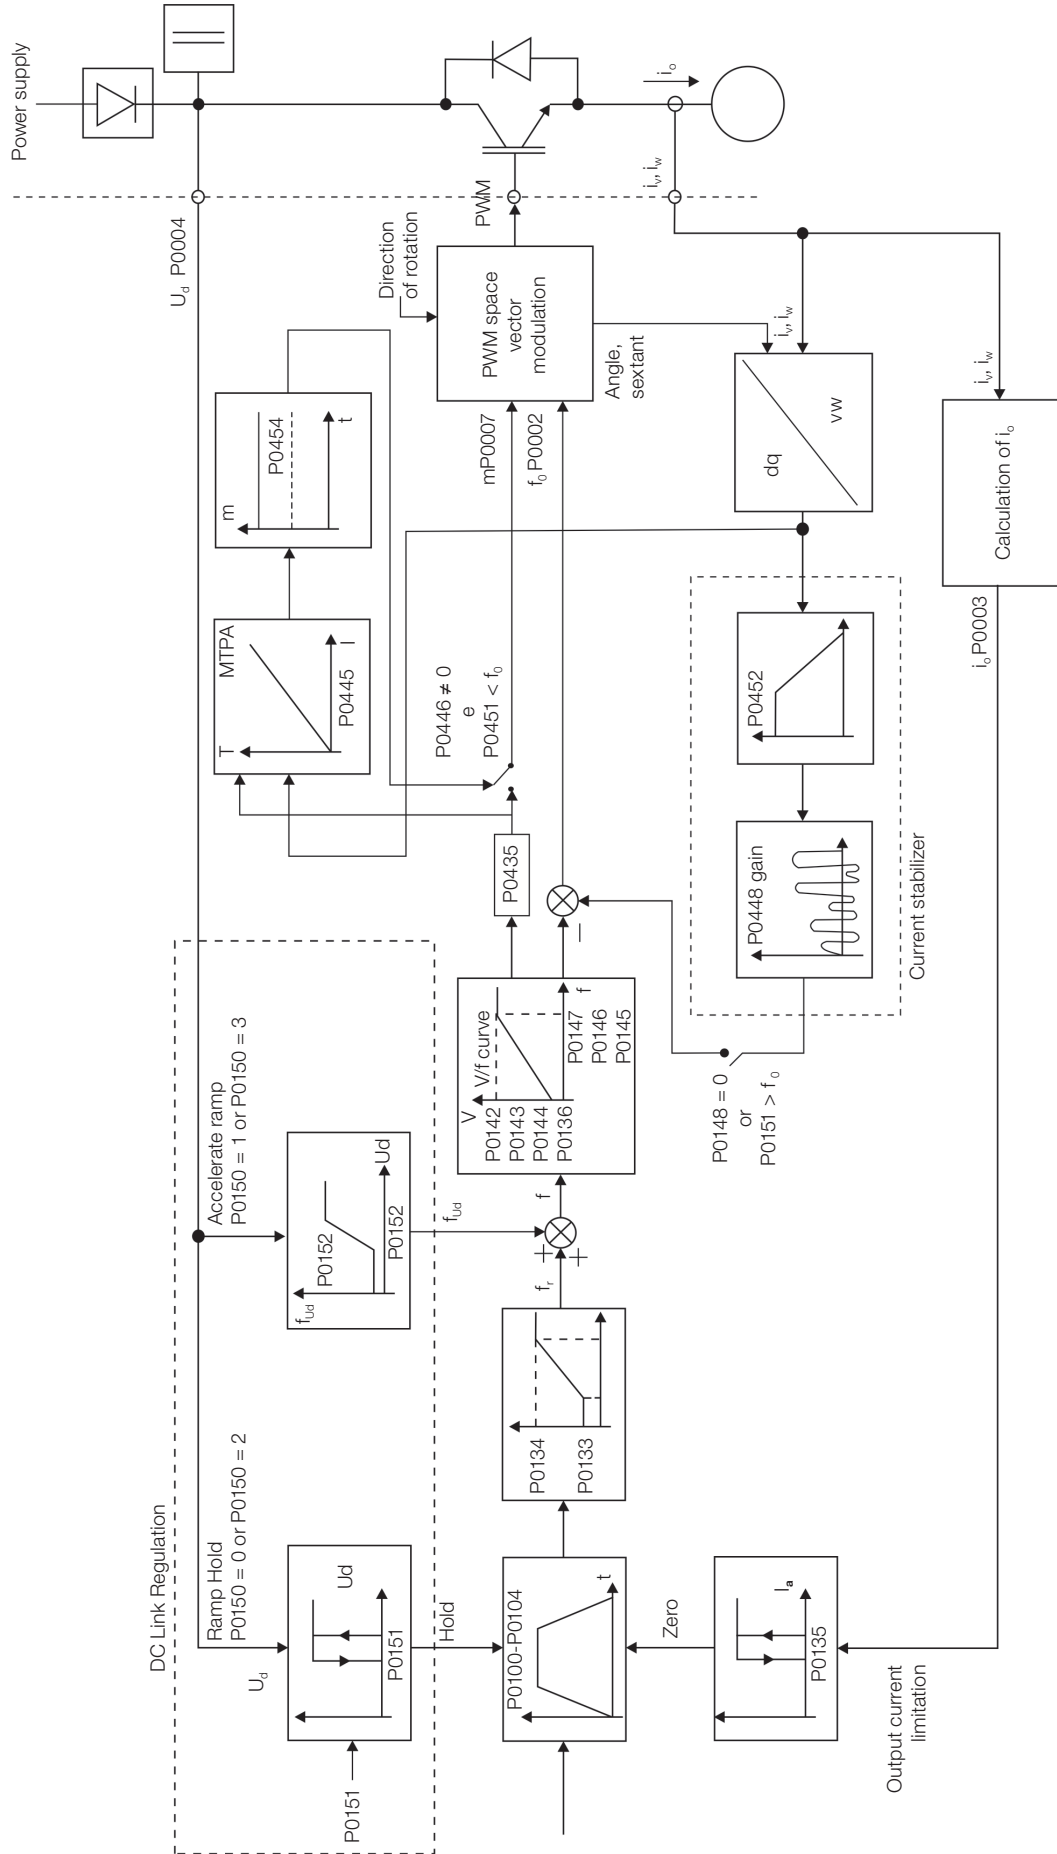 DC Link Regulation
Ramp Hold
P0150 = 0 or P0150 = 2
Accelerate ramp
P0150 = 1 or P0150 = 3
U_d P0004
Power supply
U_d
P0151
Ud
P0151
Hold
f_Ud
P0152
Ud
P0152
f_Ud
T
MTPA
I
P0445
m
P0454
t
P0446 ≠ 0
e
P0451 < f_0
Direction
of rotation
PWM
P0100-P0104
t
P0134
P0133
f_r
+
+
f
V
V/f curve
P0142
P0143
P0144
P0136
f
P0147
P0146
P0145
−
P0435
mP0007
f_0 P0002
PWM space
vector
modulation
Angle,
sextant
i_v, i_w
i_o
i_v, i_w
Zero
I_a
P0135
Output current
limitation
P0148 = 0
or
P0151 > f_0
P0448 gain
P0452
Current stabilizer
dq
vw
i_v, i_w
Calculation of i_o
i_o P0003